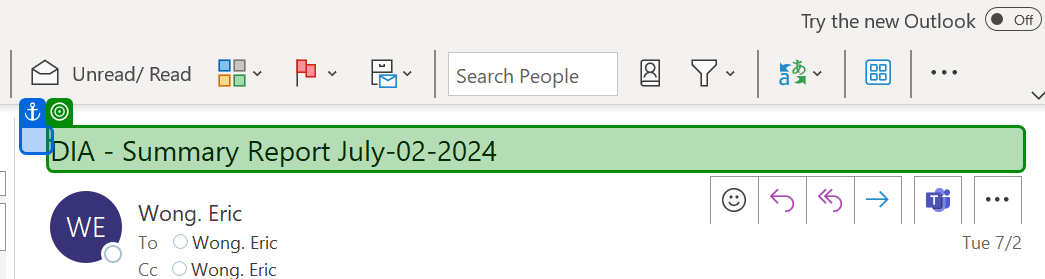 Try the new Outlook Off
Unread/ Read Search People
DIA - Summary Report July-02-2024
WE
Wong. Eric
To Wong. Eric
Tue 7/2
Cc Wong. Eric